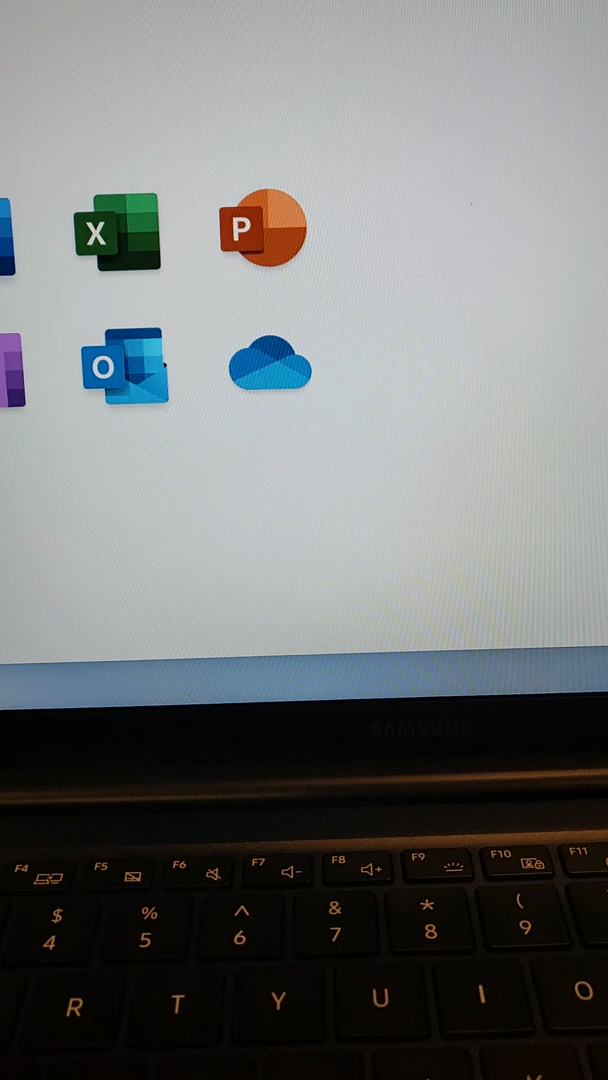 X P
O
SAMSUNG
F4 F5 F6 F7 F8 F9 F10 F11
$ % ^ & * (
4 5 6 7 8 9
R T Y U I O